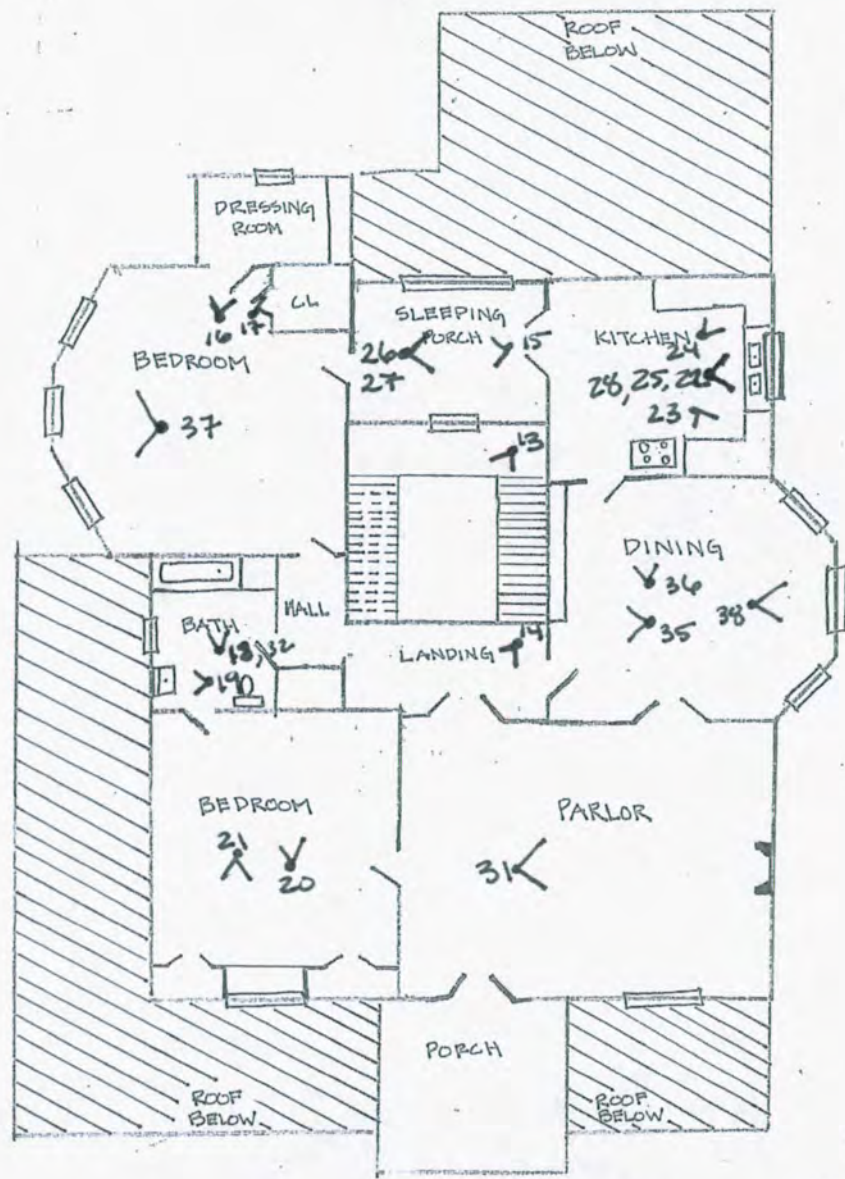 ROOF
BELOW
DRESSING
ROOM
CL
SLEEPING
PORCH
15
KITCHEN
24
16
17
26
27
BEDROOM
28, 25, 22
23
37
13
DINING
36
38
35
HALL
BATH
18, 32
19
LANDING
14
BEDROOM
21
20
PARLOR
31
PORCH
ROOF
BELOW
ROOF
BELOW